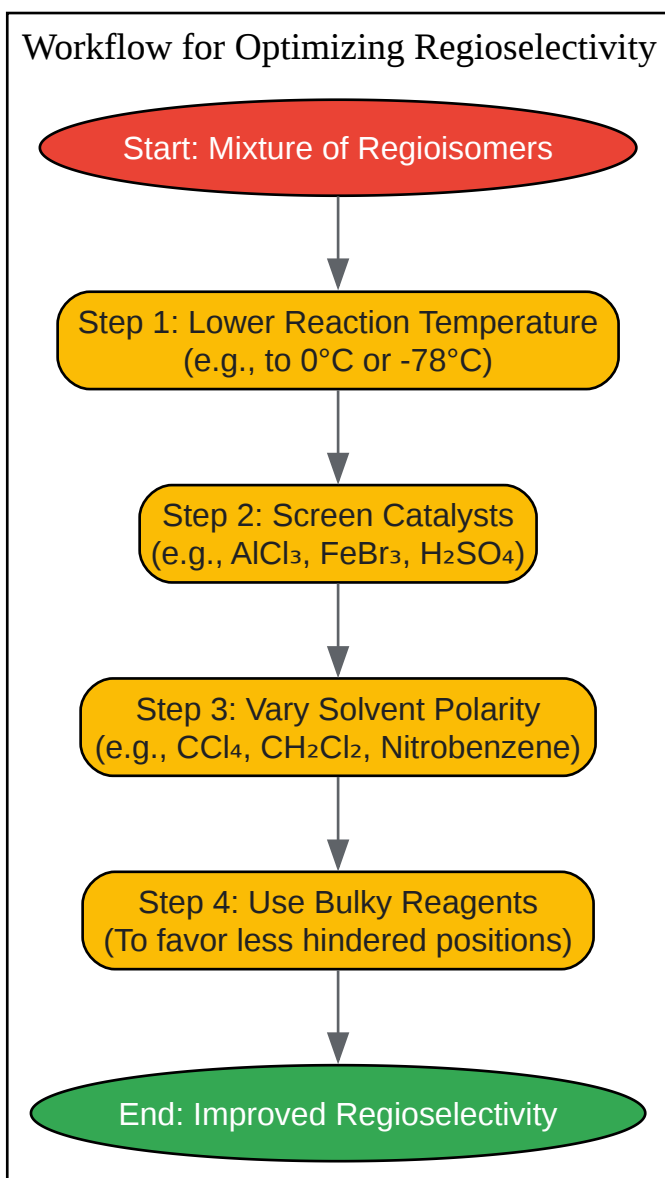 Workflow for Optimizing Regioselectivity
Start: Mixture of Regioisomers
Step 1: Lower Reaction Temperature
(e.g., to 0°C or -78°C)
Step 2: Screen Catalysts
(e.g., AlCl₃, FeBr₃, H₂SO₄)
Step 3: Vary Solvent Polarity
(e.g., CCl₄, CH₂Cl₂, Nitrobenzene)
Step 4: Use Bulky Reagents
(To favor less hindered positions)
End: Improved Regioselectivity